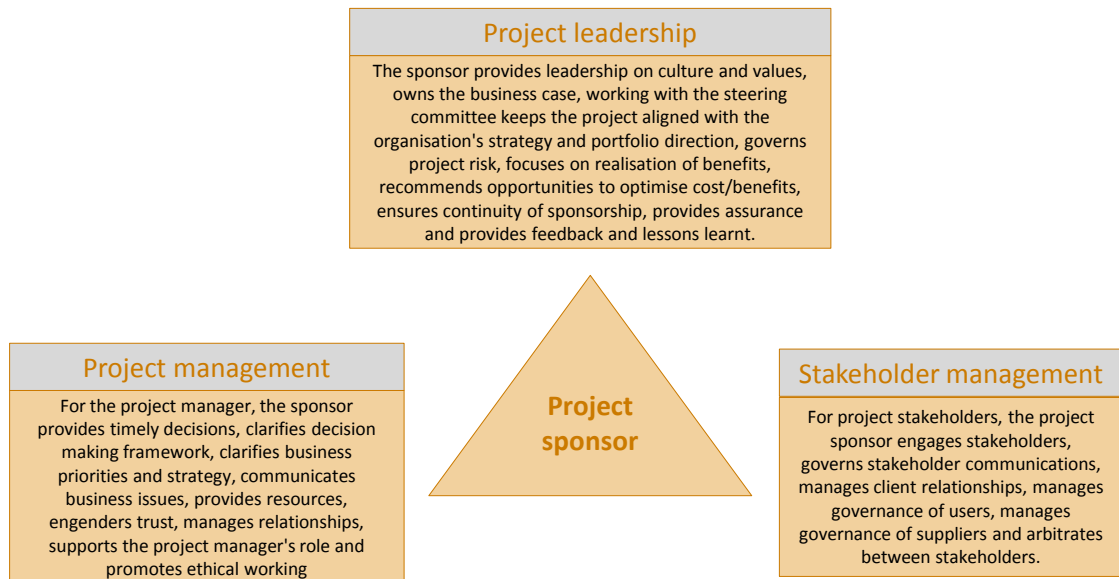 Project leadership
The sponsor provides leadership on culture and values,
owns the business case, working with the steering
committee keeps the project aligned with the
organisation's strategy and portfolio direction, governs
project risk, focuses on realisation of benefits,
recommends opportunities to optimise cost/benefits,
ensures continuity of sponsorship, provides assurance
and provides feedback and lessons learnt.
Project management
For the project manager, the sponsor
provides timely decisions, clarifies decision
making framework, clarifies business
priorities and strategy, communicates
business issues, provides resources,
engenders trust, manages relationships,
supports the project manager's role and
promotes ethical working
Project
sponsor
Stakeholder management
For project stakeholders, the project
sponsor engages stakeholders,
governs stakeholder communications,
manages client relationships, manages
governance of users, manages
governance of suppliers and arbitrates
between stakeholders.